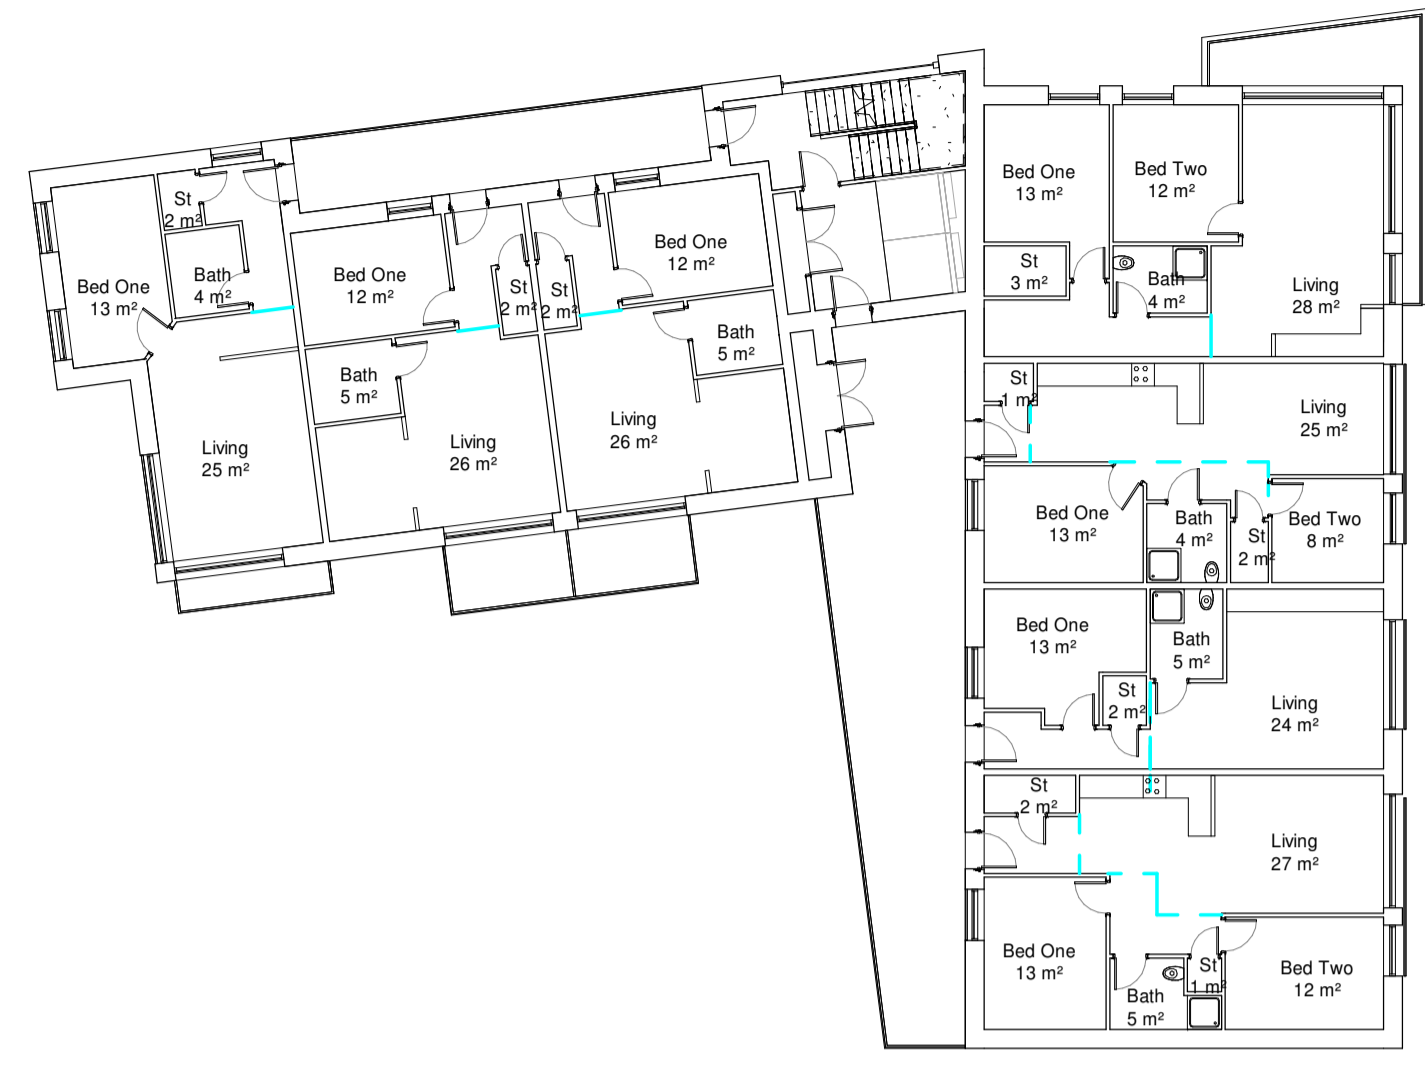 St
2 m²
Bath
4 m²
Bed One
13 m²
Living
25 m²
Bed One
12 m²
St
2 m²
Bath
5 m²
Living
26 m²
St
2 m²
Bed One
12 m²
Bath
5 m²
Living
26 m²
Bed One
13 m²
Bed Two
12 m²
St
3 m²
Bath
4 m²
Living
28 m²
St
1 m²
Living
25 m²
Bed One
13 m²
Bath
4 m²
St
2 m²
Bed Two
8 m²
Bed One
13 m²
Bath
5 m²
St
2 m²
Living
24 m²
St
2 m²
Living
27 m²
Bed One
13 m²
Bath
5 m²
St
1 m²
Bed Two
12 m²